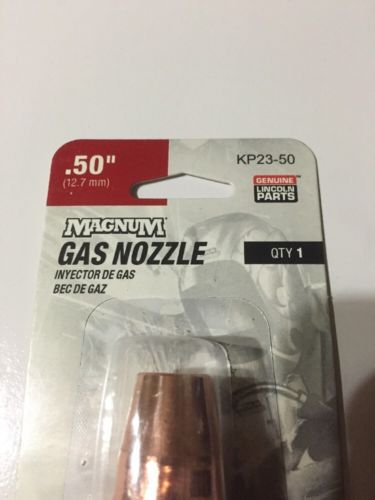 .50"
(12.7 mm)
KP23-50
GENUINE
LINCOLN
PARTS
MAGNUM
GAS NOZZLE
INYECTOR DE GAS
BEC DE GAZ
QTY 1